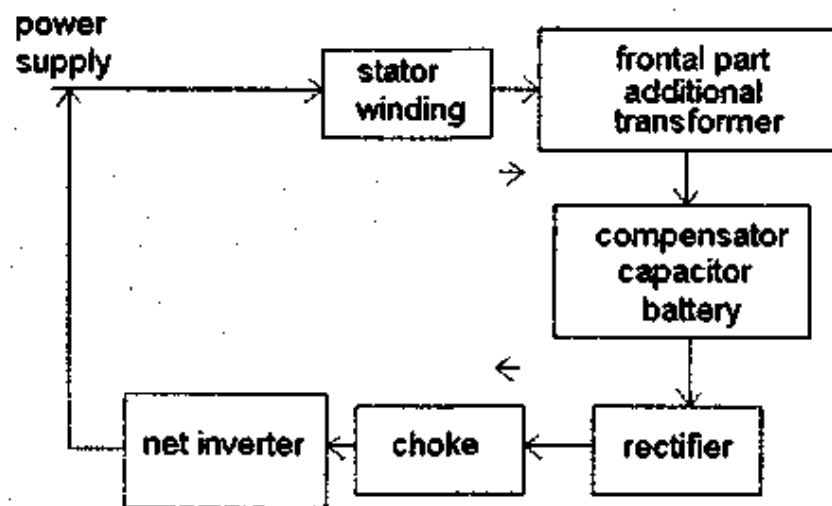 power
supply
stator
winding
frontal part
additional
transformer
compensator
capacitor
battery
rectifier
choke
net inverter